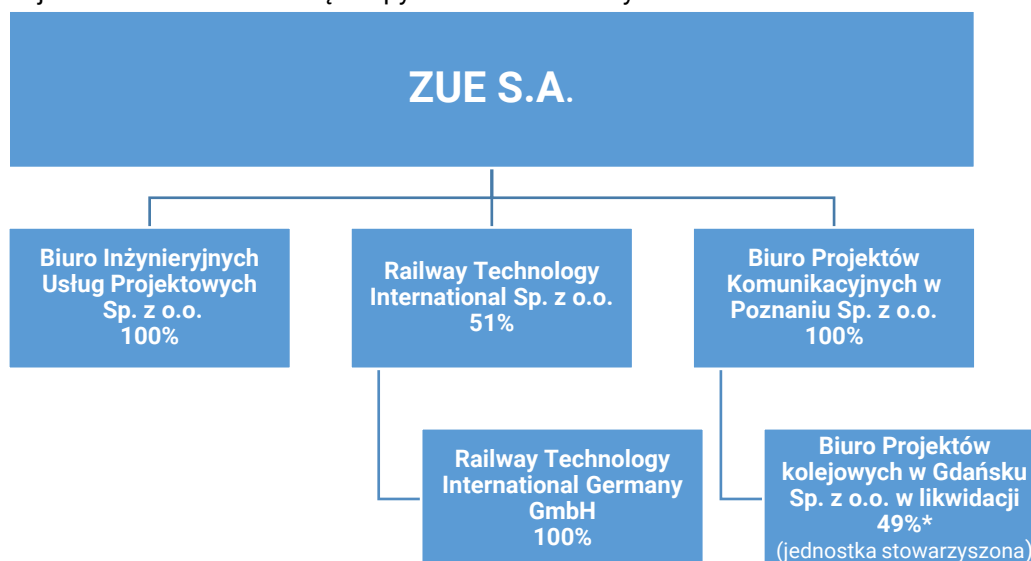 ZUE S.A.
Biuro Inżynieryjnych
Usług Projektowych
Sp. z o.o.
100%
Railway Technology
International Sp. z o.o.
51%
Biuro Projektów
Komunikacyjnych w
Poznaniu Sp. z o.o.
100%
Railway Technology
International Germany
GmbH
100%
Biuro Projektów
kolejowych w Gdańsku
Sp. z o.o. w likwidacji
49%*
(jednostka stowarzyszona)